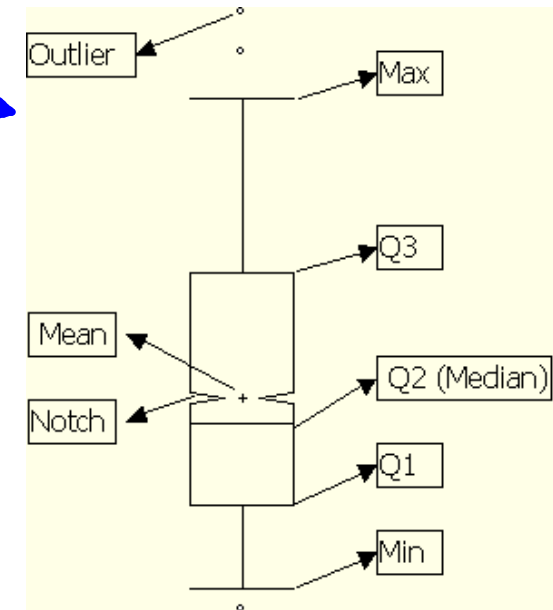 Outlier
Max
Q3
Mean
Q2 (Median)
Notch
Q1
Min